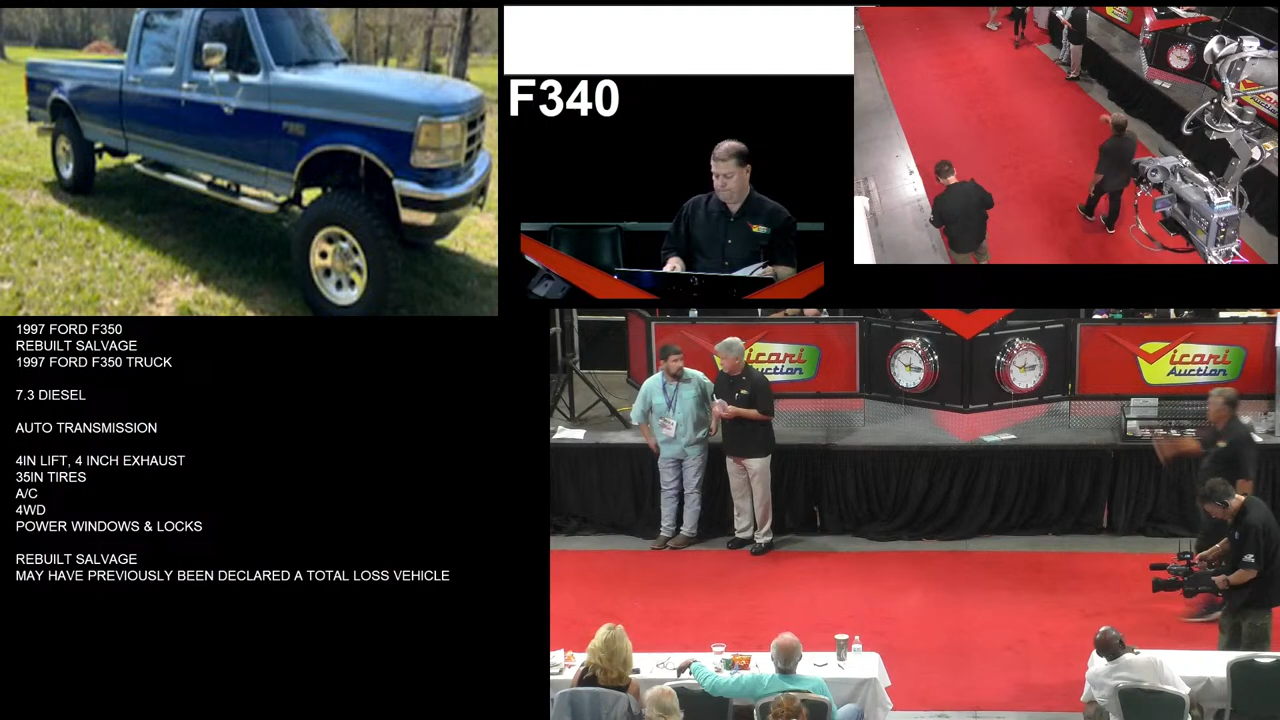 F340
1997 FORD F350
REBUILT SALVAGE
1997 FORD F350 TRUCK
7.3 DIESEL
AUTO TRANSMISSION
4IN LIFT, 4 INCH EXHAUST
35IN TIRES
A/C
4WD
POWER WINDOWS & LOCKS
REBUILT SALVAGE
MAY HAVE PREVIOUSLY BEEN DECLARED A TOTAL LOSS VEHICLE
Vicari
Auction
Vicari
Auction